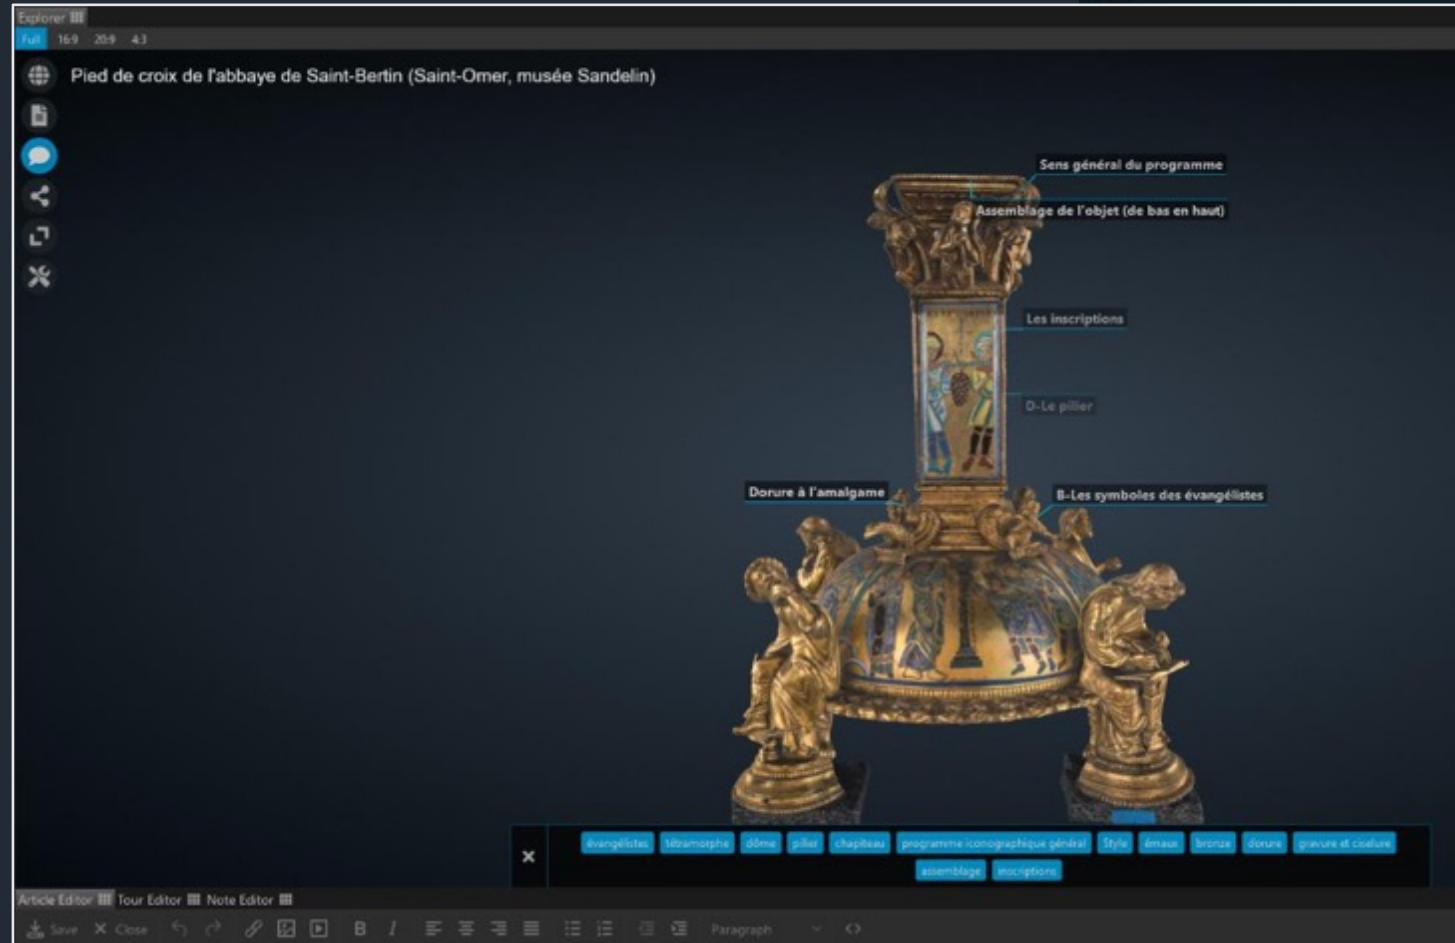 Explorer
Full 16:9 20:9 4:3
Pied de croix de l'abbaye de Saint-Bertin (Saint-Omer, musée Sandelin)
Sens général du programme
Assemblage de l'objet (de bas en haut)
Les inscriptions
D-Le pilier
Dorure à l'amalgame
B-Les symboles des évangélistes
évangélistes tétramorphe dôme pilier chapiteau programme iconographique général Style émaux bronze dorure gravure et ciselure
assemblage inscriptions
Article Editor Tour Editor Note Editor
Save Close B I Paragraph